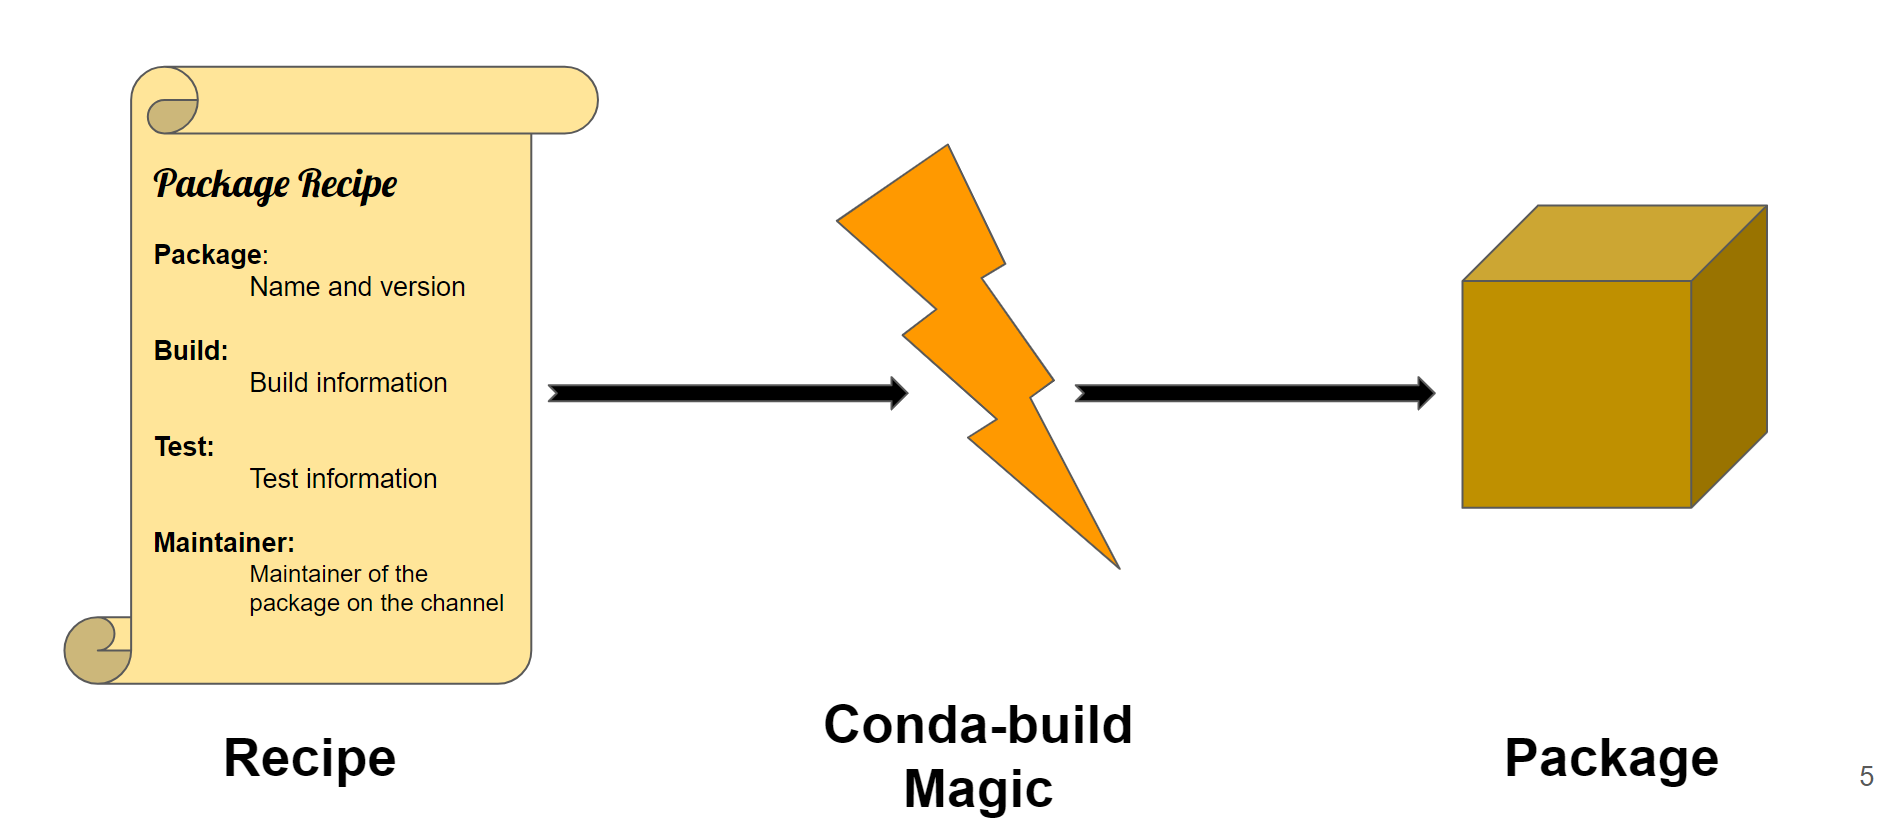 Package Recipe
Package:
Name and version
Build:
Build information
Test:
Test information
Maintainer:
Maintainer of the
package on the channel
Recipe
Conda-build
Magic
Package
5